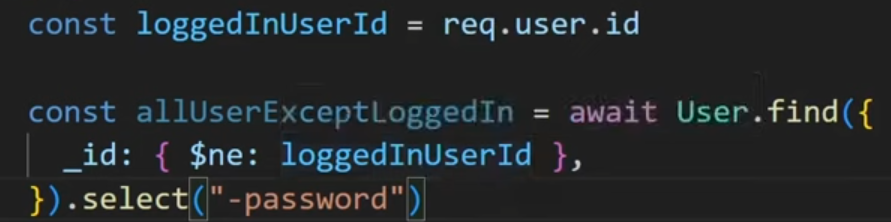 const loggedInUserId = req.user.id
const allUserExceptLoggedIn = await User.find({
_id: { $ne: loggedInUserId },
}).select("-password")